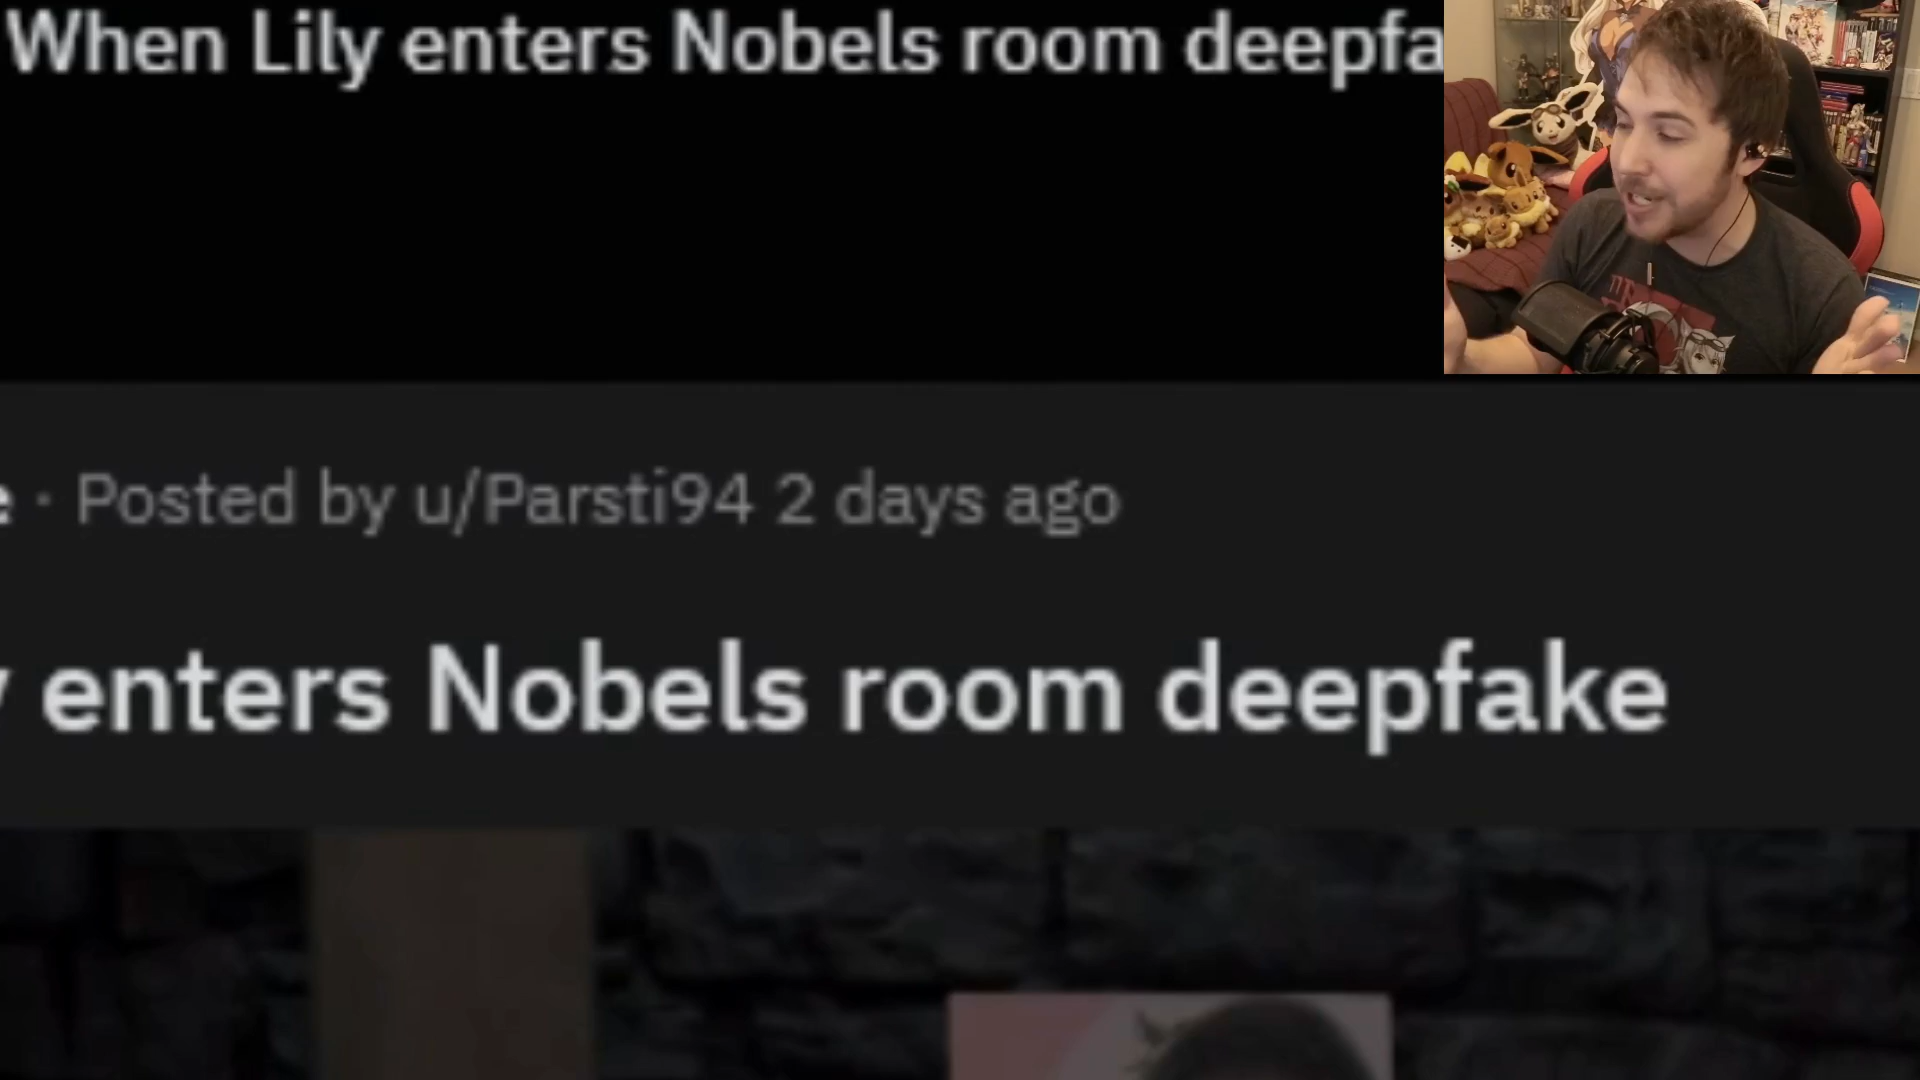 When Lily enters Nobels room deepfa
e · Posted by u/Parsti94 2 days ago
y enters Nobels room deepfake